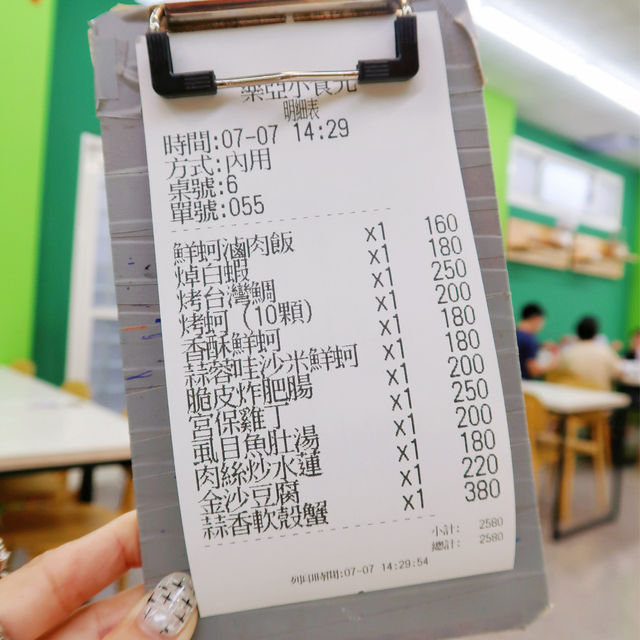 明細表
時間:07-07 14:29
方式:內用
桌號:6
單號:055
鮮蚵滷肉飯 x1 160
焯白蝦 x1 180
烤台灣鯛 x1 250
烤蚵 (10顆) x1 200
香酥鮮蚵 x1 180
蒜蓉哇沙米鮮蚵 x1 180
脆皮炸肥腸 x1 200
宮保雞丁 x1 250
虱目魚肚湯 x1 200
肉絲炒水蓮 x1 180
金沙豆腐 x1 220
蒜香軟殼蟹 x1 380
小計: 2580
總計: 2580
列印時間:07-07 14:29:54